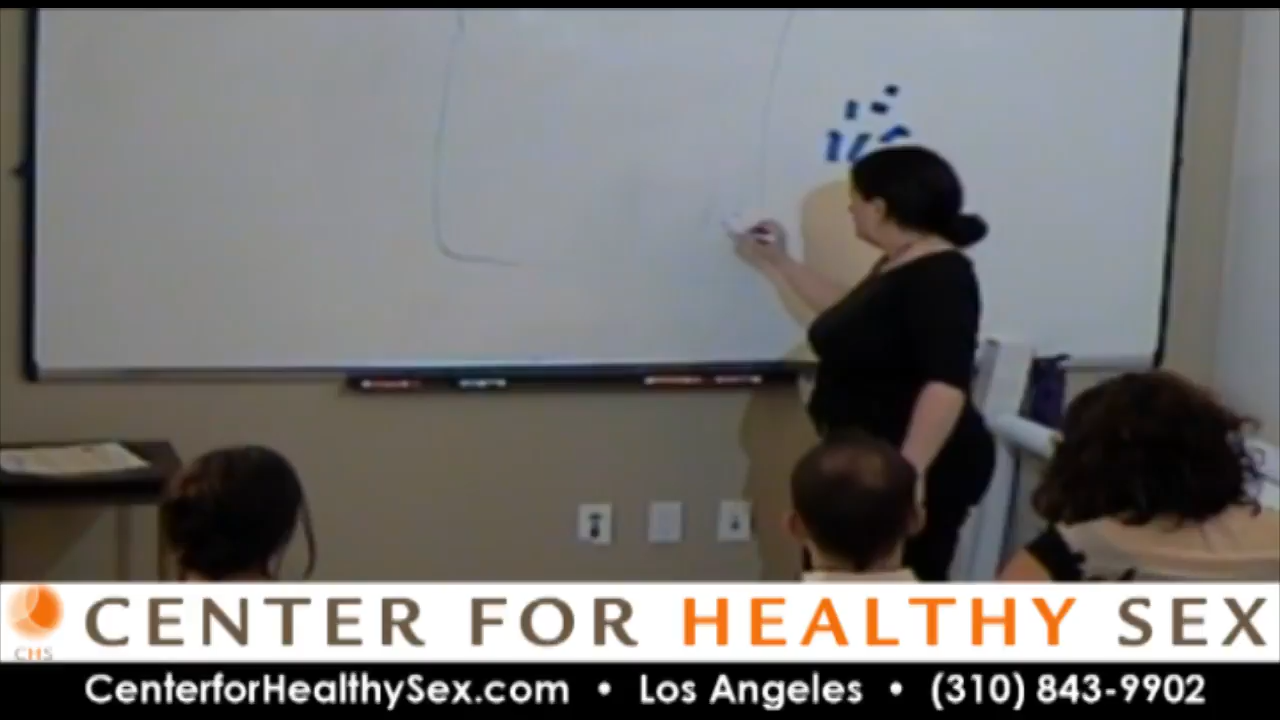 CENTER FOR HEALTHY SEX
CHS
CenterforHealthySex.com • Los Angeles • (310) 843-9902